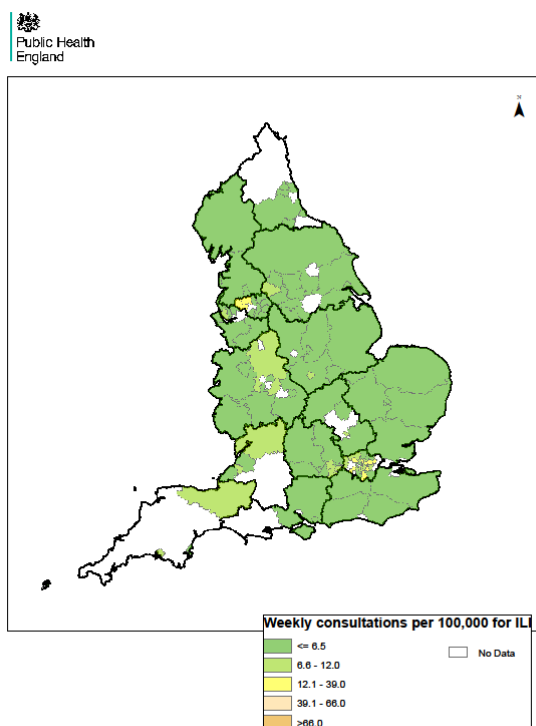 Public Health
England
N
Weekly consultations per 100,000 for ILI
<= 6.5
6.6 - 12.0
12.1 - 39.0
39.1 - 66.0
>66.0
No Data